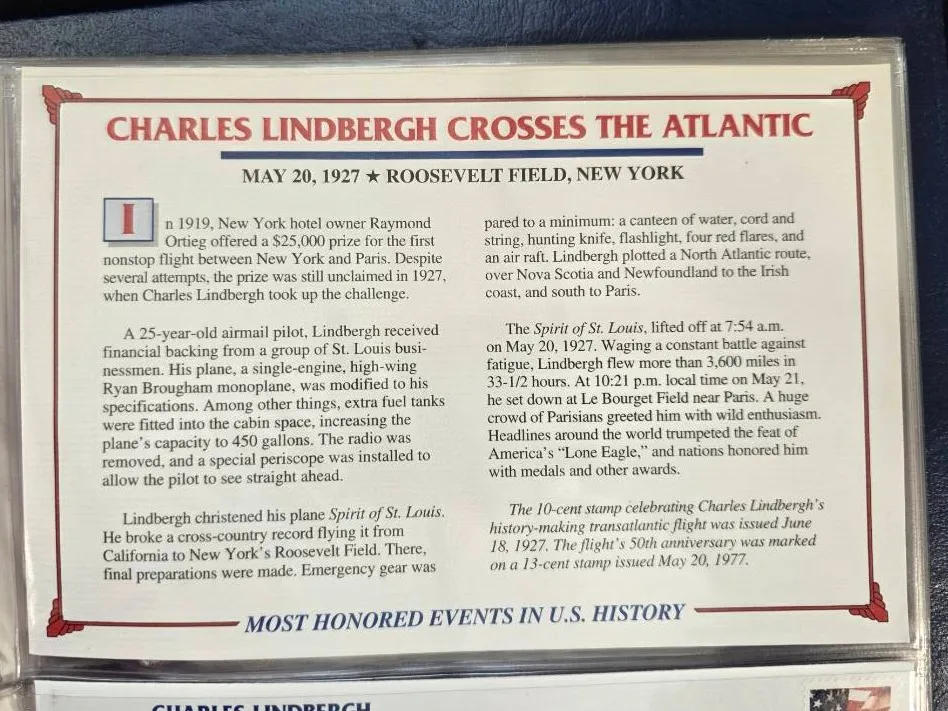 CHARLES LINDBERGH CROSSES THE ATLANTIC
MAY 20, 1927 ★ ROOSEVELT FIELD, NEW YORK
In 1919, New York hotel owner Raymond
Ortieg offered a $25,000 prize for the first
nonstop flight between New York and Paris. Despite
several attempts, the prize was still unclaimed in 1927,
when Charles Lindbergh took up the challenge.
A 25-year-old airmail pilot, Lindbergh received
financial backing from a group of St. Louis busi-
nessmen. His plane, a single-engine, high-wing
Ryan Brougham monoplane, was modified to his
specifications. Among other things, extra fuel tanks
were fitted into the cabin space, increasing the
plane's capacity to 450 gallons. The radio was
removed, and a special periscope was installed to
allow the pilot to see straight ahead.
Lindbergh christened his plane Spirit of St. Louis.
He broke a cross-country record flying it from
California to New York's Roosevelt Field. There,
final preparations were made. Emergency gear was
pared to a minimum: a canteen of water, cord and
string, hunting knife, flashlight, four red flares, and
an air raft. Lindbergh plotted a North Atlantic route,
over Nova Scotia and Newfoundland to the Irish
coast, and south to Paris.
The Spirit of St. Louis, lifted off at 7:54 a.m.
on May 20, 1927. Waging a constant battle against
fatigue, Lindbergh flew more than 3,600 miles in
33-1/2 hours. At 10:21 p.m. local time on May 21,
he set down at Le Bourget Field near Paris. A huge
crowd of Parisians greeted him with wild enthusiasm.
Headlines around the world trumpeted the feat of
America's "Lone Eagle," and nations honored him
with medals and other awards.
The 10-cent stamp celebrating Charles Lindbergh's
history-making transatlantic flight was issued June
18, 1927. The flight's 50th anniversary was marked
on a 13-cent stamp issued May 20, 1977.
MOST HONORED EVENTS IN U.S. HISTORY
CHARLES LINDBERGH